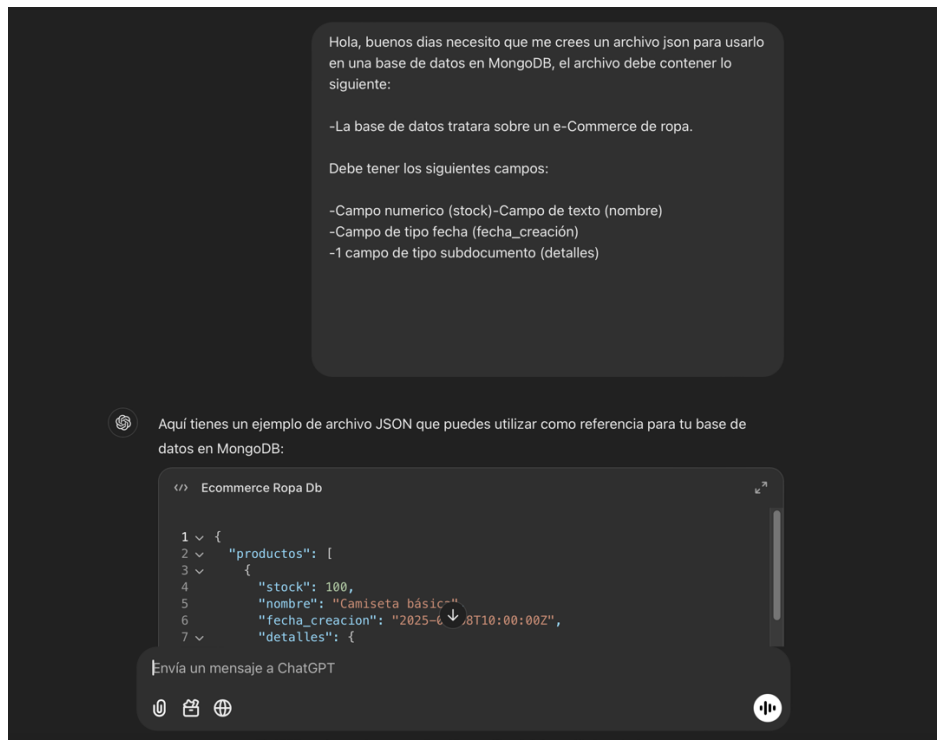 Hola, buenos dias necesito que me crees un archivo json para usarlo
en una base de datos en MongoDB, el archivo debe contener lo
siguiente:
-La base de datos tratara sobre un e-Commerce de ropa.
Debe tener los siguientes campos:
-Campo numerico (stock)-Campo de texto (nombre)
-Campo de tipo fecha (fecha_creación)
-1 campo de tipo subdocumento (detalles)
Aquí tienes un ejemplo de archivo JSON que puedes utilizar como referencia para tu base de
datos en MongoDB:
</> Ecommerce Ropa Db
1 {
2 "productos": [
3 {
4 "stock": 100,
5 "nombre": "Camiseta básica",
6 "fecha_creacion": "2025- 8T10:00:00Z",
7 "detalles": {
Envía un mensaje a ChatGPT